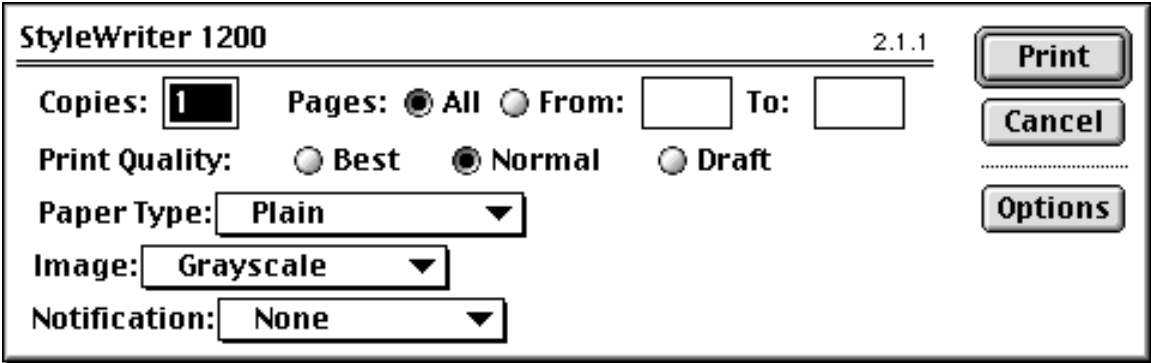 StyleWriter 1200 2.1.1 Print
Copies: 1 Pages: All From: To:
Cancel
Print Quality: Best Normal Draft
Paper Type: Plain Options
Image: Grayscale
Notification: None